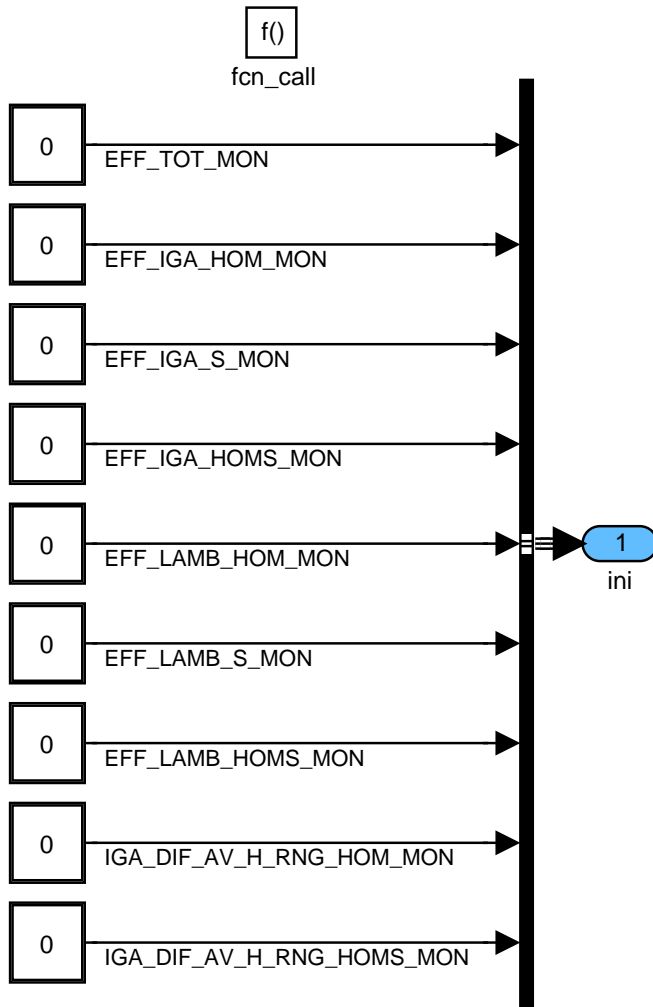 f()
fcn_call
0
EFF_TOT_MON
0
EFF_IGA_HOM_MON
0
EFF_IGA_S_MON
0
EFF_IGA_HOMS_MON
0
EFF_LAMB_HOM_MON
1
ini
0
EFF_LAMB_S_MON
0
EFF_LAMB_HOMS_MON
0
IGA_DIF_AV_H_RNG_HOM_MON
0
IGA_DIF_AV_H_RNG_HOMS_MON